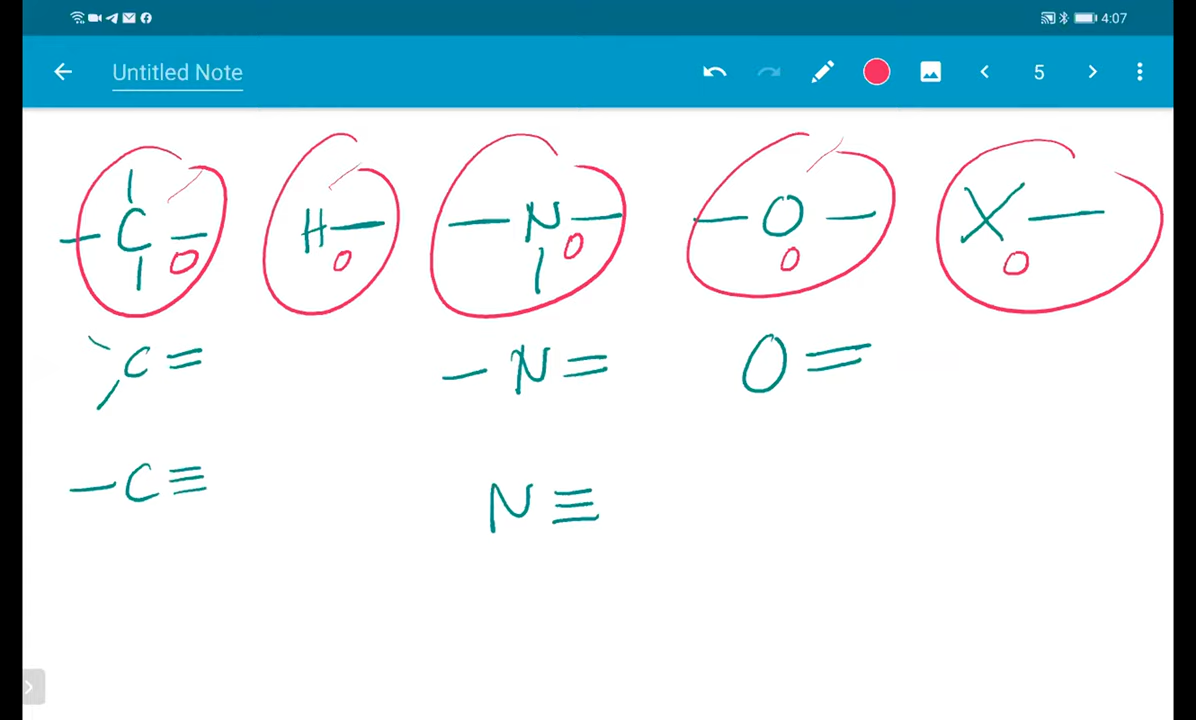 4:07
Untitled Note
5
C H— —N— —O— X—
O O O O O
C= —N= O=
—C≡ N≡